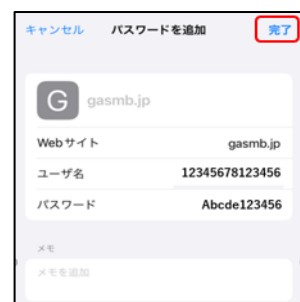 キャンセル パスワードを追加 完了
G gasmb.jp
Webサイト gasmb.jp
ユーザ名 12345678123456
パスワード Abcde123456
メモ
メモを追加